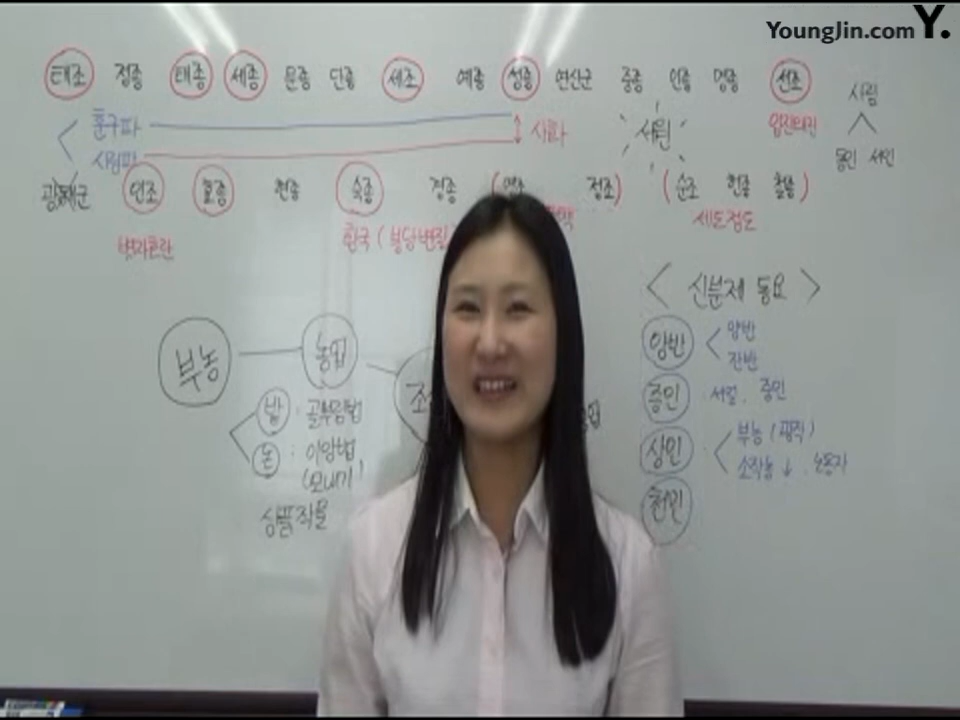 YoungJin.com Y.
태조 정종 태종 세종 문종 단종 세조 예종 성종 연산군 중종 인종 명종 선조
사림
훈구파
사림파
사화
서원
임진왜란
동인 서인
광해군 인조 효종 현종 숙종 경종 정조 (순조 헌종 철종)
병자호란
환국 (붕당변질
세도정치
< 신분제 동요 >
부농 농업
밭 : 골뿌림법
논 : 이앙법
(모내기)
상품작물
양반 < 양반
잔반
중인 서얼, 중인
상민 < 부농 (광작)
소작농 ↓ 노동자
천민